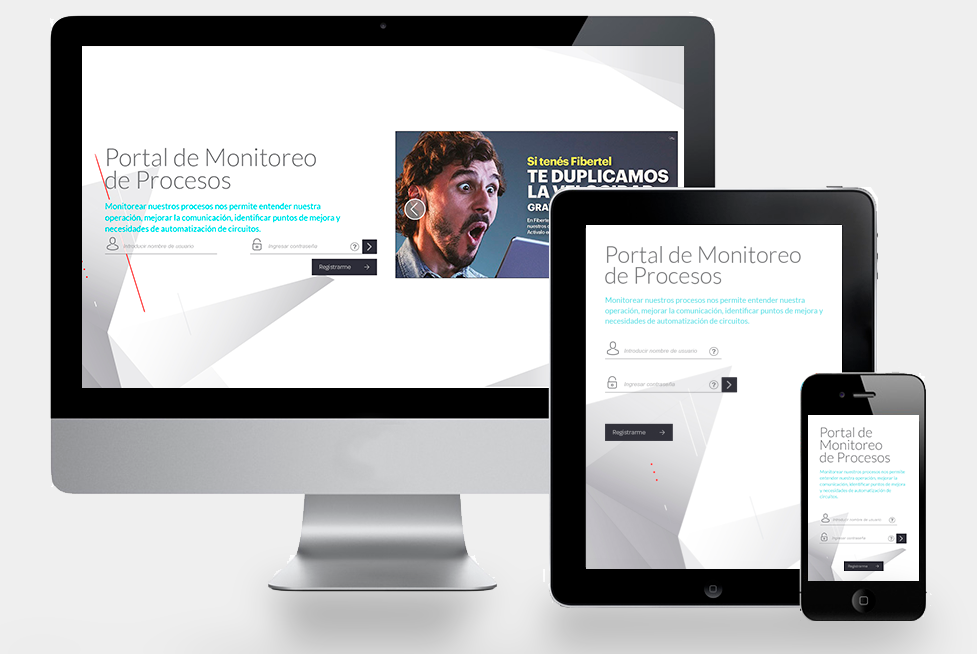 Portal de Monitoreo
de Procesos
Monitorear nuestros procesos nos permite entender nuestra
operación, mejorar la comunicación, identificar puntos de mejora y
necesidades de automatización de circuitos.
Introducir nombre de usuario
Ingresar contraseña
?
Registrarme
Si tenés Fibertel
TE DUPLICAMOS
LA VELOCIDAD
GRA
En Fiberte
nuestros c
Activalo e
Portal de Monitoreo
de Procesos
Monitorear nuestros procesos nos permite entender nuestra
operación, mejorar la comunicación, identificar puntos de mejora y
necesidades de automatización de circuitos.
Introducir nombre de usuario
?
Ingresar contraseña
?
Registrarme
Portal de
Monitoreo
de Procesos
Monitorear nuestros procesos nos permite
entender nuestra operación, mejorar la
comunicación, identificar puntos de mejora
y necesidades de automatización de
circuitos.
Introducir nombre de usuario
?
Ingresar contraseña
?
Registrarme